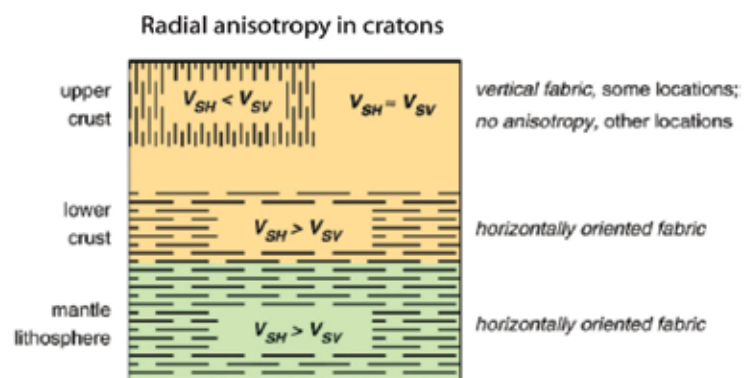 Radial anisotropy in cratons
upper
crust
V_SH < V_SV
V_SH = V_SV
vertical fabric, some locations;
no anisotropy, other locations
lower
crust
V_SH > V_SV
horizontally oriented fabric
mantle
lithosphere
V_SH > V_SV
horizontally oriented fabric